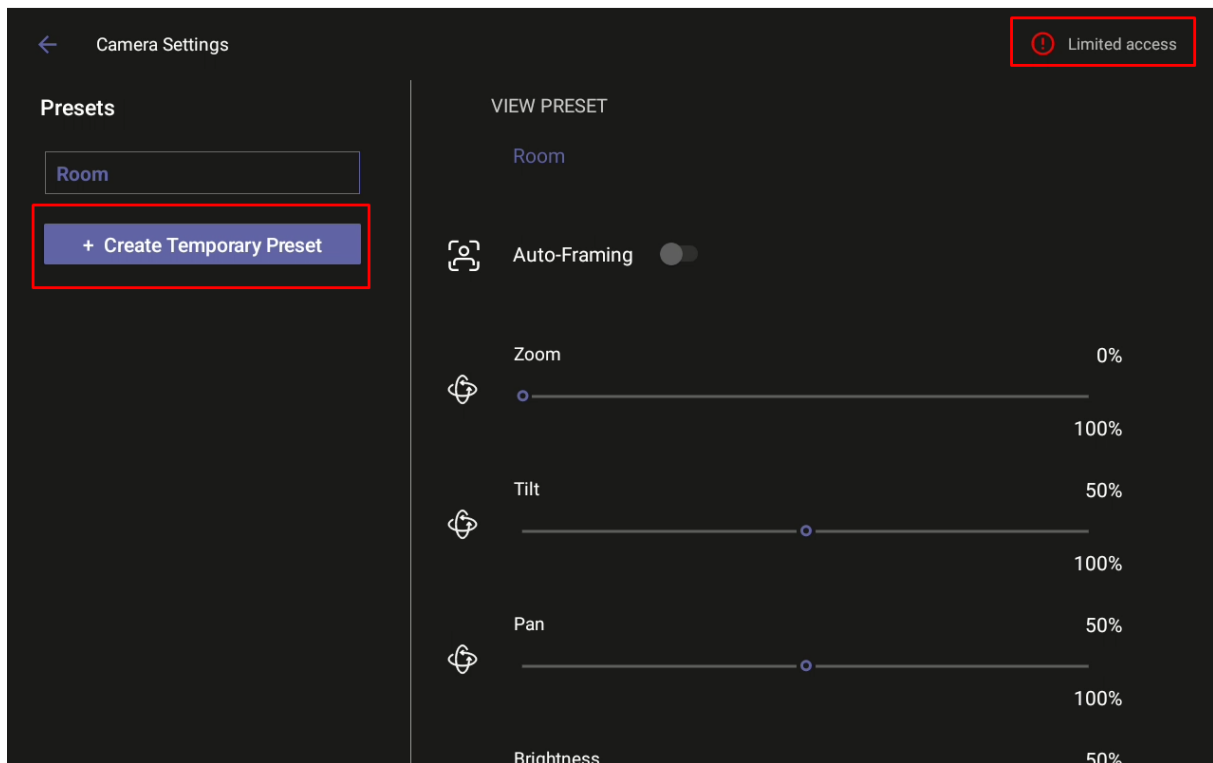 Camera Settings
Limited access
Presets
Room
+ Create Temporary Preset
VIEW PRESET
Room
Auto-Framing
Zoom 0%
100%
Tilt 50%
100%
Pan 50%
100%
Brightness 50%